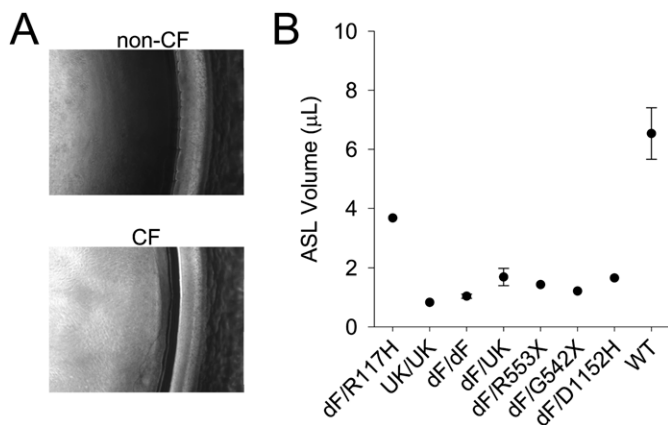 A
non-CF
CF
B
ASL Volume (µL)
8
6
4
2
0
dF/R117H
UK/UK
dF/dF
dF/UK
dF/R553X
dF/G542X
dF/D1152H
WT